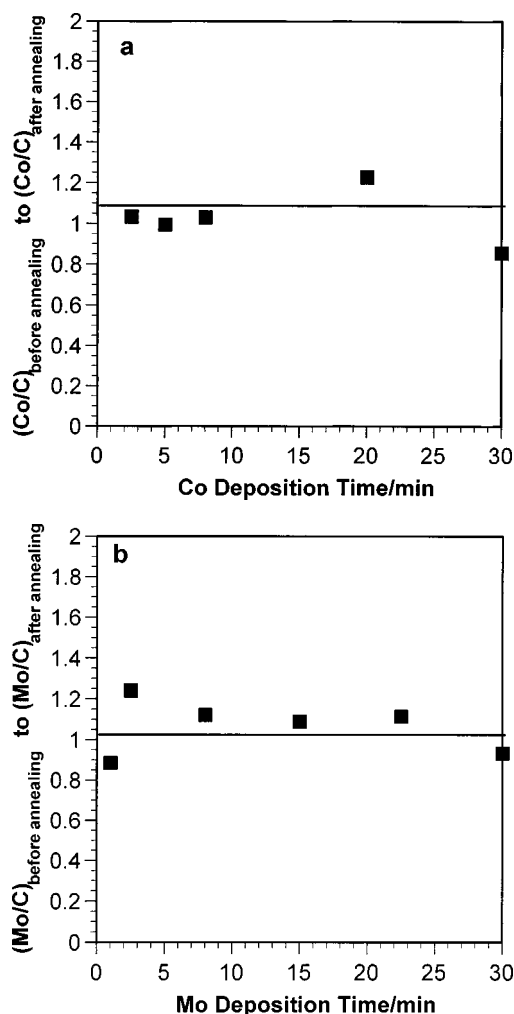 a
(Co/C)before annealing to (Co/C)after annealing
2
1.8
1.6
1.4
1.2
1
0.8
0.6
0.4
0.2
0
0 5 10 15 20 25 30
Co Deposition Time/min
b
(Mo/C)before annealing to (Mo/C)after annealing
2
1.8
1.6
1.4
1.2
1
0.8
0.6
0.4
0.2
0
0 5 10 15 20 25 30
Mo Deposition Time/min